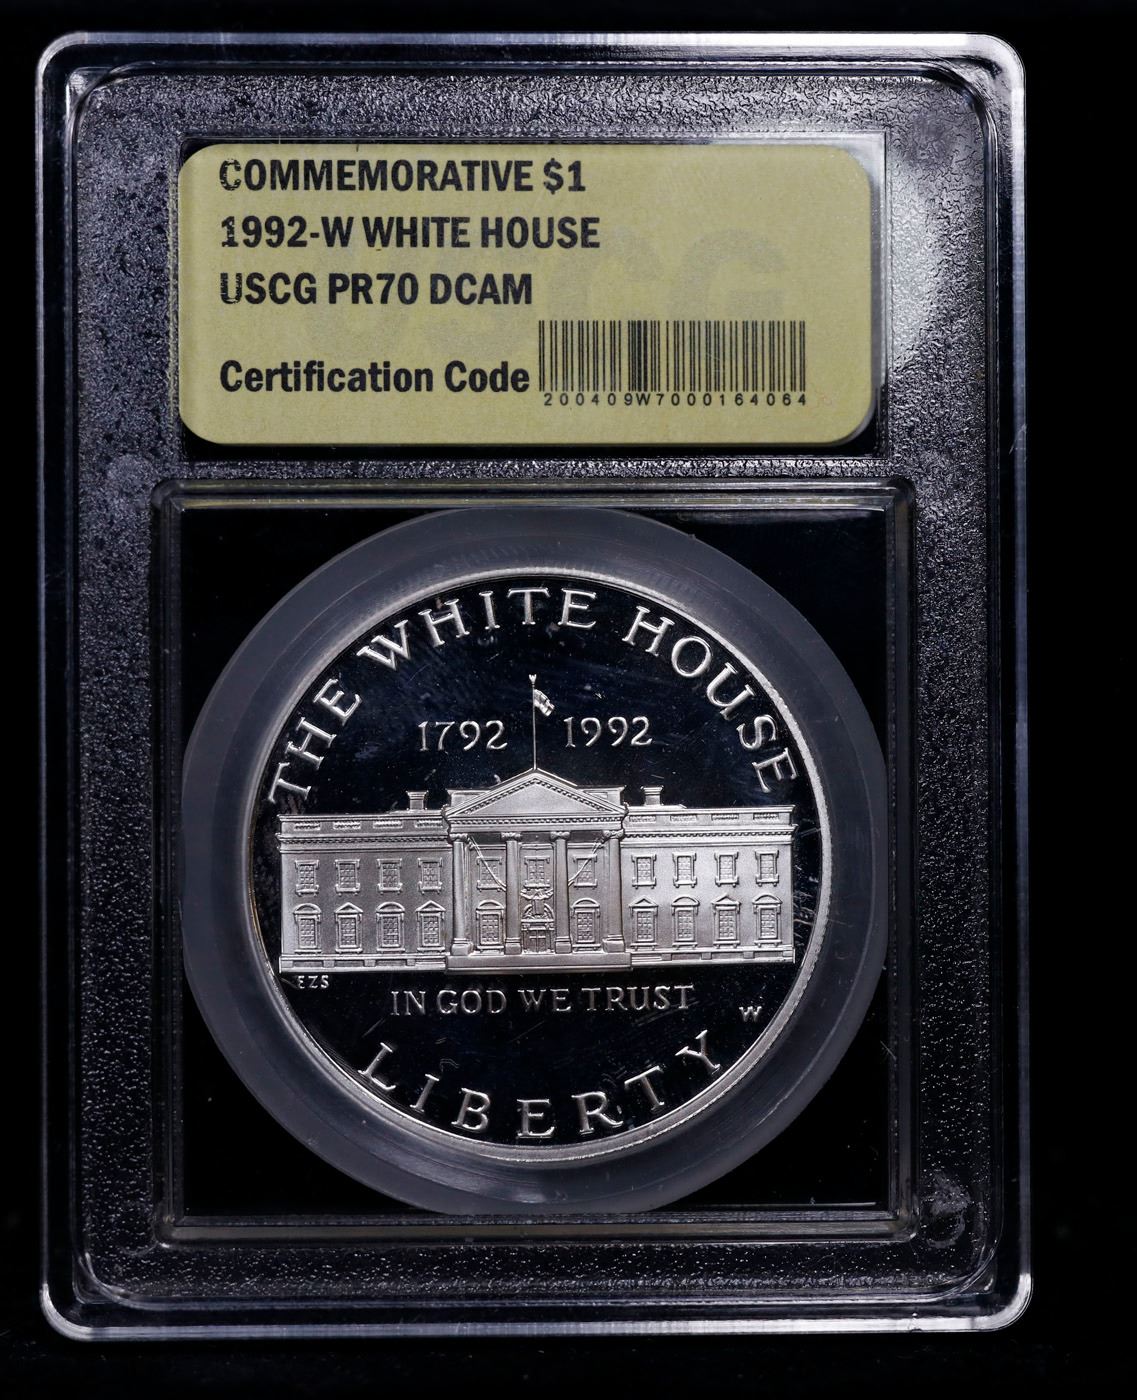 COMMEMORATIVE $1
1992-W WHITE HOUSE
USCG PR70 DCAM
Certification Code
200409W7000164064
THE WHITE HOUSE
1792 1992
EZS
IN GOD WE TRUST
W
LIBERTY